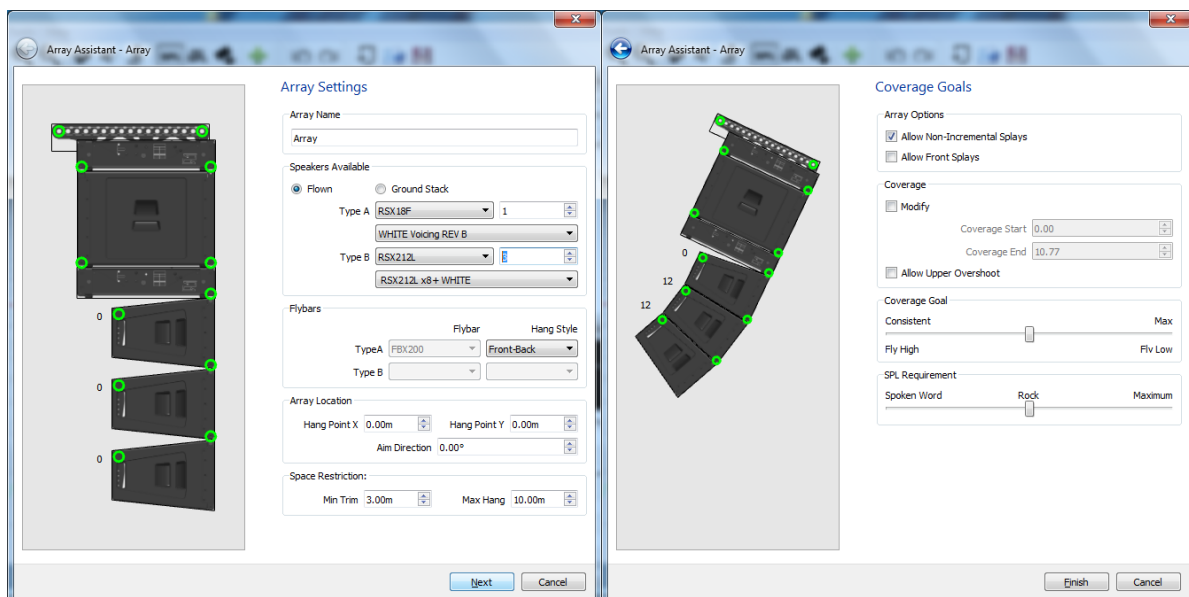 Array Assistant - Array
Array Settings
Array Name
Array
Speakers Available
Flown Ground Stack
Type A RSX18F 1
WHITE Voicing REV B
Type B RSX212L 3
RSX212L x8+ WHITE
Flybars
Flybar Hang Style
TypeA FBX200 Front-Back
Type B
Array Location
Hang Point X 0.00m Hang Point Y 0.00m
Aim Direction 0.00°
Space Restriction:
Min Trim 3.00m Max Hang 10.00m
0
0
0
Next Cancel
Array Assistant - Array
Coverage Goals
Array Options
Allow Non-Incremental Splays
Allow Front Splays
Coverage
Modify
Coverage Start 0.00
Coverage End 10.77
Allow Upper Overshoot
Coverage Goal
Consistent Max
Fly High Fly Low
SPL Requirement
Spoken Word Rock Maximum
0
12
12
Finish Cancel